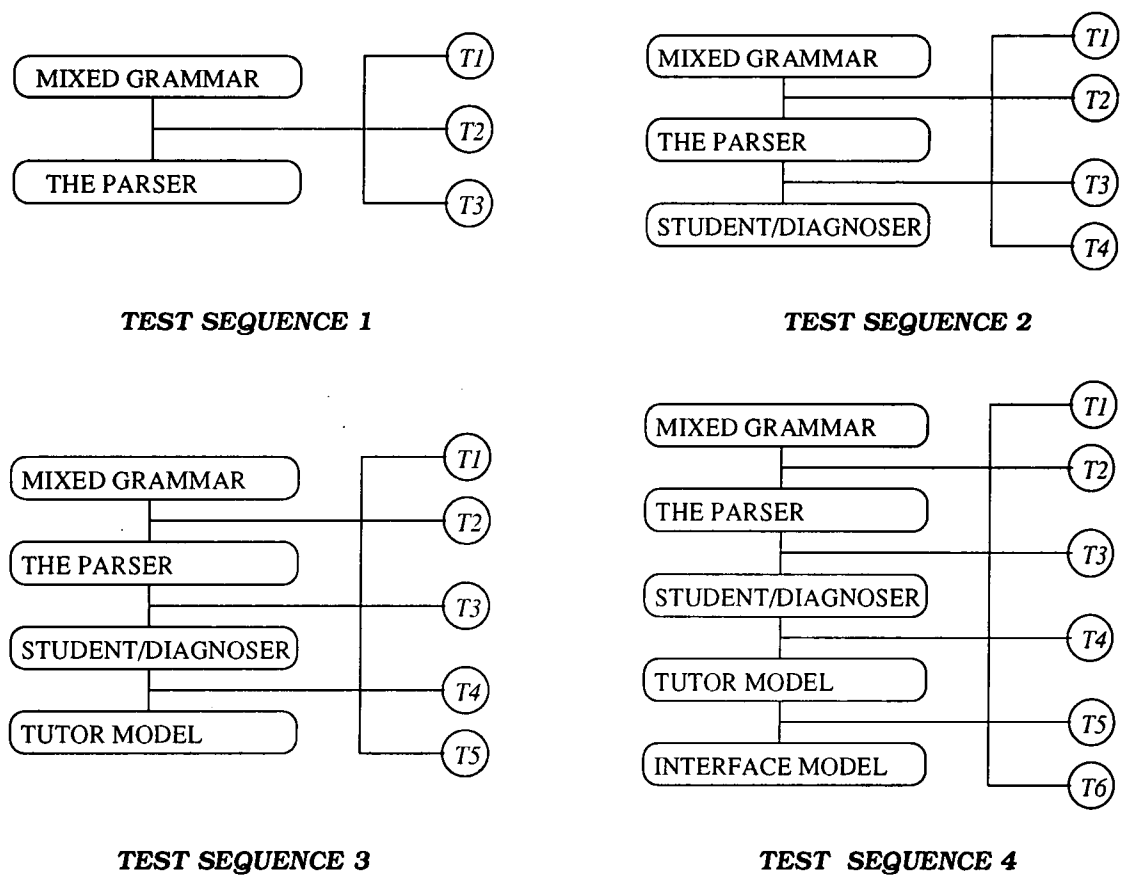 MIXED GRAMMAR
THE PARSER
T1
T2
T3
TEST SEQUENCE 1
MIXED GRAMMAR
THE PARSER
STUDENT/DIAGNOSER
T1
T2
T3
T4
TEST SEQUENCE 2
MIXED GRAMMAR
THE PARSER
STUDENT/DIAGNOSER
TUTOR MODEL
T1
T2
T3
T4
T5
TEST SEQUENCE 3
MIXED GRAMMAR
THE PARSER
STUDENT/DIAGNOSER
TUTOR MODEL
INTERFACE MODEL
T1
T2
T3
T4
T5
T6
TEST SEQUENCE 4